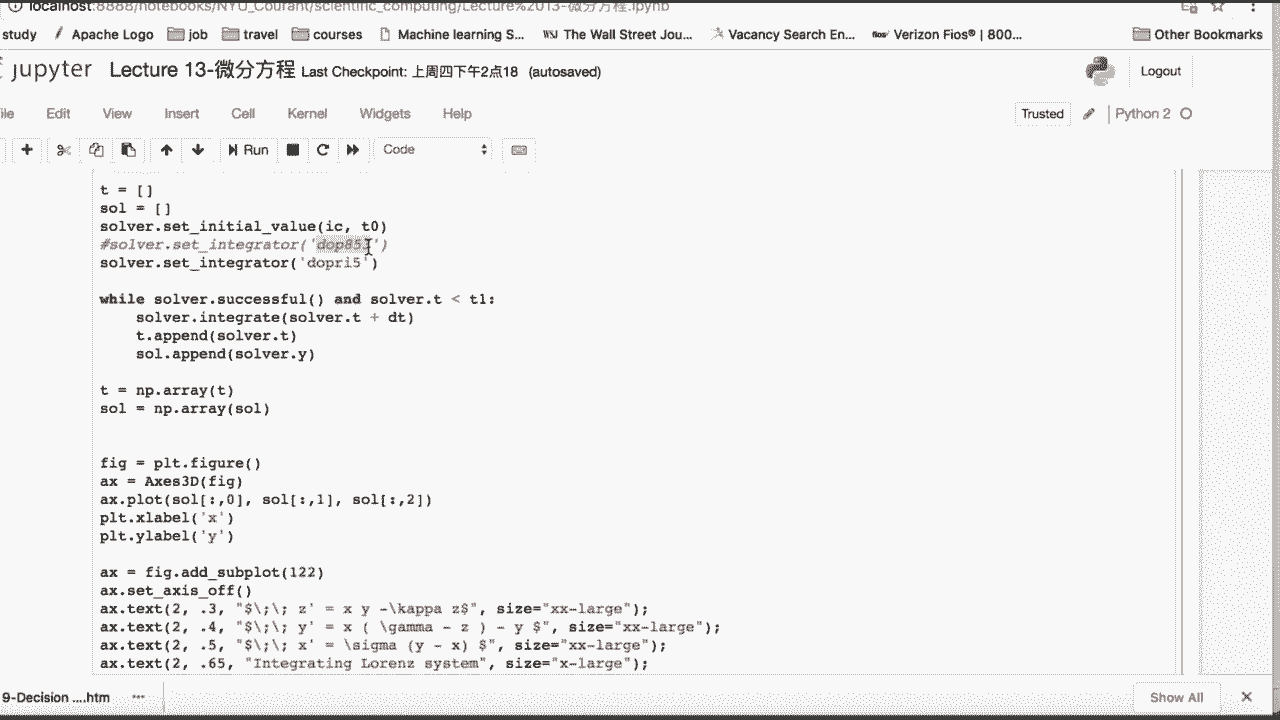 localhost:8888/notebooks/NYU_Courant/scientific_computing/Lecture%2013-微分方程.ipynb
study Apache Logo job travel courses Machine learning S... WSJ The Wall Street Jou... Vacancy Search En... fios Verizon Fios® | 800... Other Bookmarks
jupyter Lecture 13-微分方程 Last Checkpoint: 上周四下午2点18 (autosaved) Logout
ile Edit View Insert Cell Kernel Widgets Help Trusted Python 2
Run Code
t = []
sol = []
solver.set_initial_value(ic, t0)
#solver.set_integrator('dop853')
solver.set_integrator('dopri5')
while solver.successful() and solver.t < t1:
solver.integrate(solver.t + dt)
t.append(solver.t)
sol.append(solver.y)
t = np.array(t)
sol = np.array(sol)
fig = plt.figure()
ax = Axes3D(fig)
ax.plot(sol[:,0], sol[:,1], sol[:,2])
plt.xlabel('x')
plt.ylabel('y')
ax = fig.add_subplot(122)
ax.set_axis_off()
ax.text(2, .3, "$\;\; z' = x y -\kappa z$", size="xx-large");
ax.text(2, .4, "$\;\; y' = x ( \gamma - z ) - y $", size="xx-large");
ax.text(2, .5, "$\;\; x' = \sigma (y - x) $", size="xx-large");
ax.text(2, .65, "Integrating Lorenz system", size="x-large");
9-Decision ....htm Show All